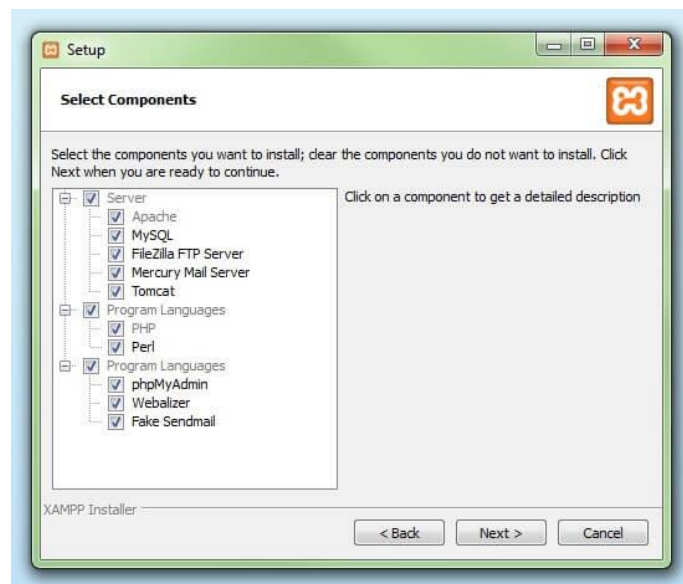 Setup
Select Components
Select the components you want to install; clear the components you do not want to install. Click
Next when you are ready to continue.
Server
Apache
MySQL
FileZilla FTP Server
Mercury Mail Server
Tomcat
Program Languages
PHP
Perl
Program Languages
phpMyAdmin
Webalizer
Fake Sendmail
Click on a component to get a detailed description
XAMPP Installer
< Back
Next >
Cancel